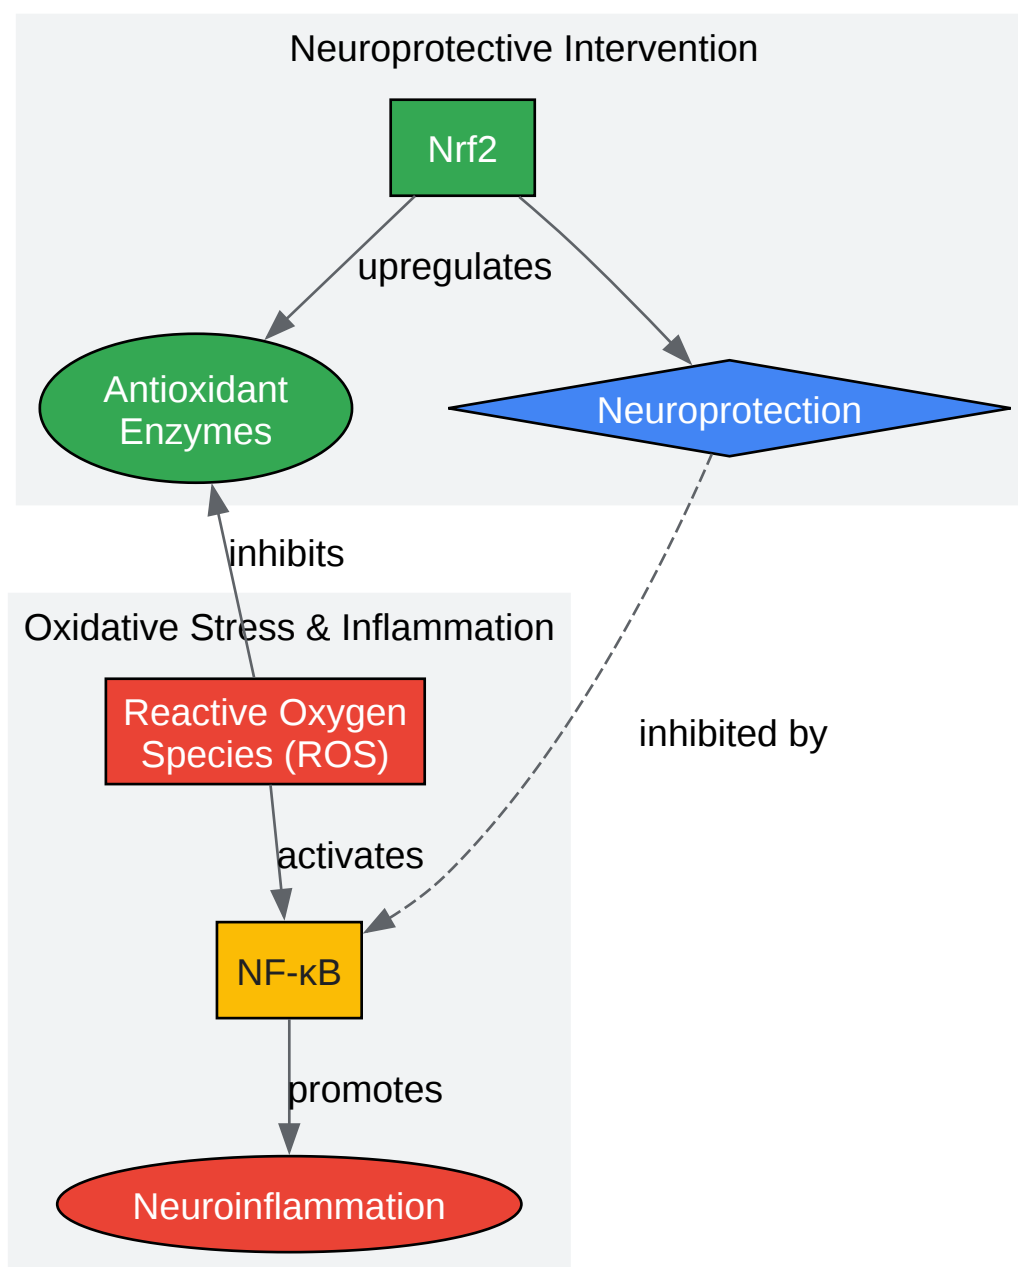 Neuroprotective Intervention
Nrf2
upregulates
Antioxidant
Enzymes
Neuroprotection
inhibits
Oxidative Stress & Inflammation
Reactive Oxygen
Species (ROS)
inhibited by
activates
NF-κB
promotes
Neuroinflammation